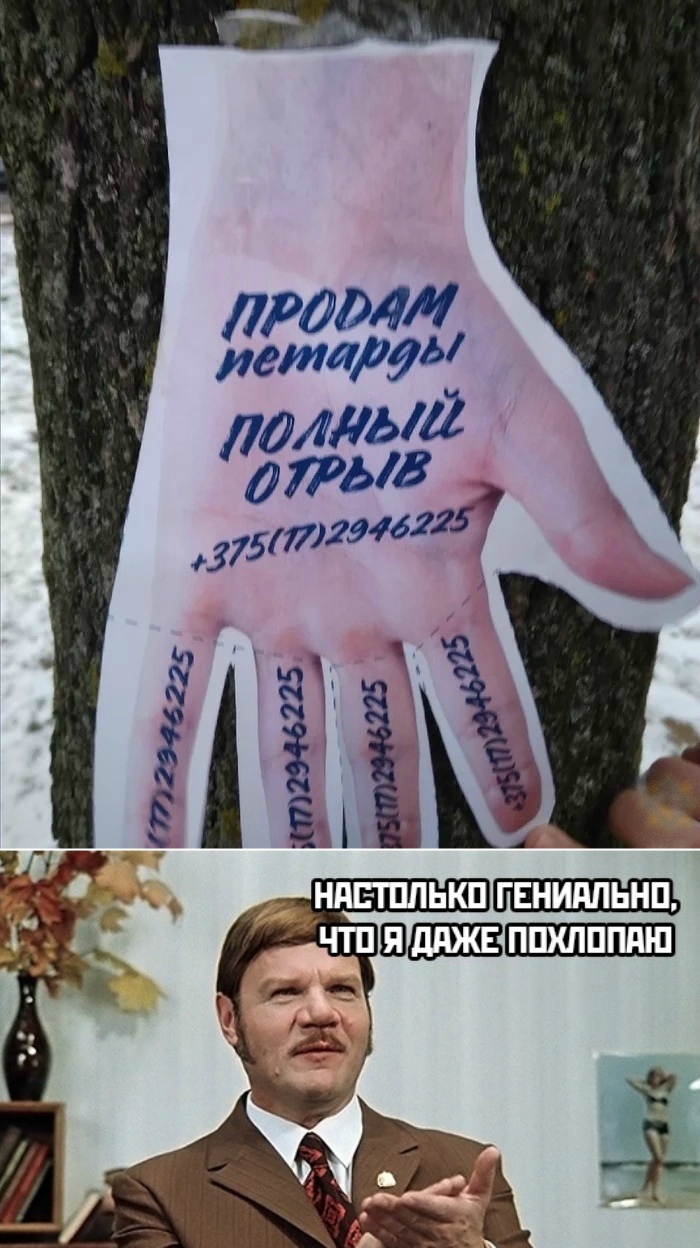 ПРОДАМ
петарды
ПОЛНЫЙ
ОТРЫВ
+375(17)2946225
(17)2946225
5(17)2946225
75(17)2946225
+375(17)2946225
НАСТОЛЬКО ГЕНИАЛЬНО,
ЧТО Я ДАЖЕ ПОХЛОПАЮ